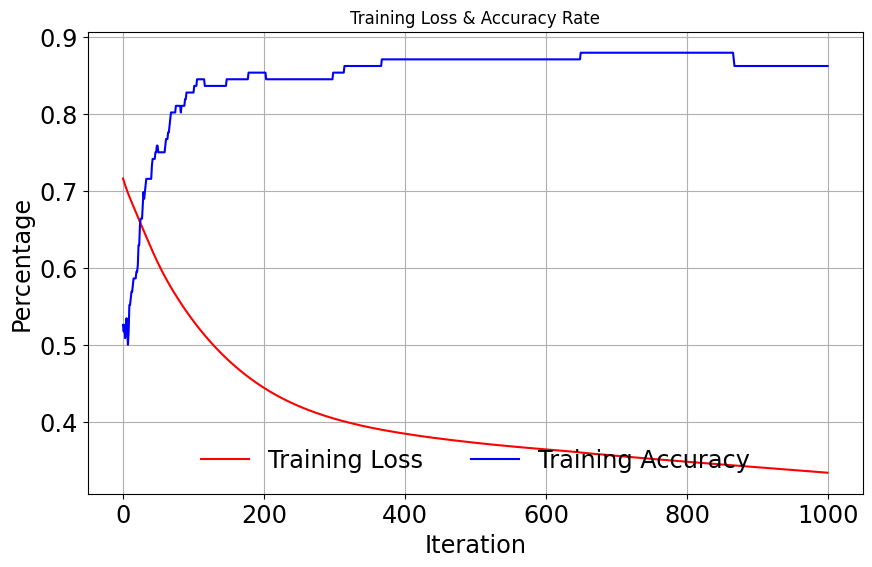 Training Loss & Accuracy Rate
0.9
0.8
0.7
0.6
0.5
0.4
Percentage
Training Loss
Training Accuracy
0 200 400 600 800 1000
Iteration